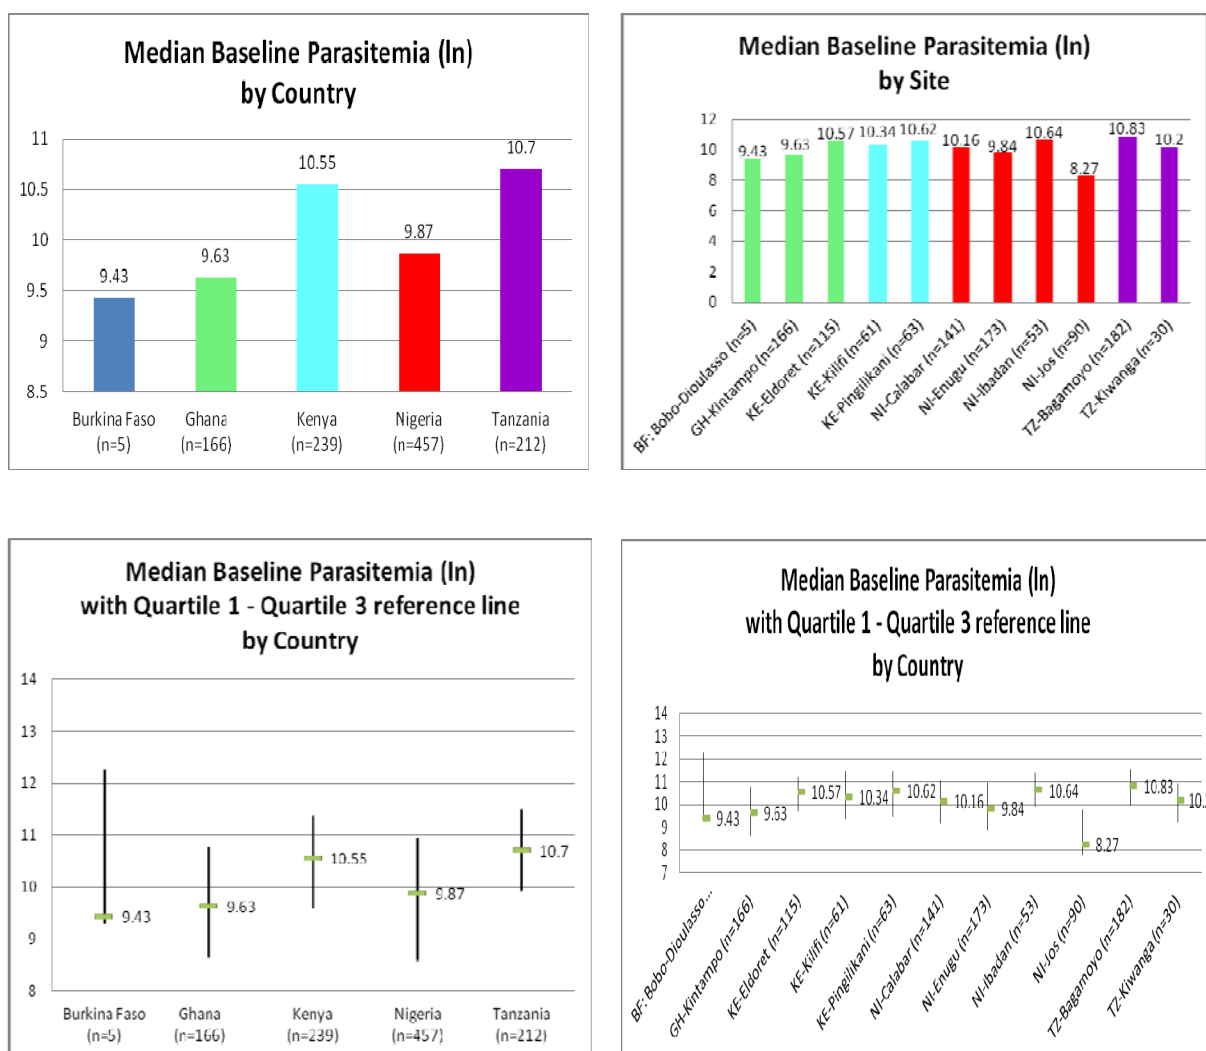 Median Baseline Parasitemia (ln)
by Country
11
10.5
10
9.5
9
8.5
9.43
9.63
10.55
9.87
10.7
Burkina Faso
(n=5)
Ghana
(n=166)
Kenya
(n=239)
Nigeria
(n=457)
Tanzania
(n=212)
Median Baseline Parasitemia (ln)
by Site
12
10
8
6
4
2
0
9.43
9.63
10.57
10.34
10.62
10.16
9.84
10.64
8.27
10.83
10.2
BF: Bobo-Dioulasso (n=5)
GH-Kintampo (n=166)
KE-Eldoret (n=115)
KE-Kilifi (n=61)
KE-Pingilikani (n=63)
NI-Calabar (n=141)
NI-Enugu (n=173)
NI-Ibadan (n=53)
NI-Jos (n=90)
TZ-Bagamoyo (n=182)
TZ-Kiwanga (n=30)
Median Baseline Parasitemia (ln)
with Quartile 1 - Quartile 3 reference line
by Country
14
13
12
11
10
9
8
9.43
9.63
10.55
9.87
10.7
Burkina Faso
(n=5)
Ghana
(n=166)
Kenya
(n=239)
Nigeria
(n=457)
Tanzania
(n=212)
Median Baseline Parasitemia (ln)
with Quartile 1 - Quartile 3 reference line
by Country
14
13
12
11
10
9
8
7
9.43
9.63
10.57
10.34
10.62
10.16
9.84
10.64
8.27
10.83
BF: Bobo-Dioulasso...
GH-Kintampo (n=166)
KE-Eldoret (n=115)
KE-Kilifi (n=61)
KE-Pingilikani (n=63)
NI-Calabar (n=141)
NI-Enugu (n=173)
NI-Ibadan (n=53)
NI-Jos (n=90)
TZ-Bagamoyo (n=182)
TZ-Kiwanga (n=30)